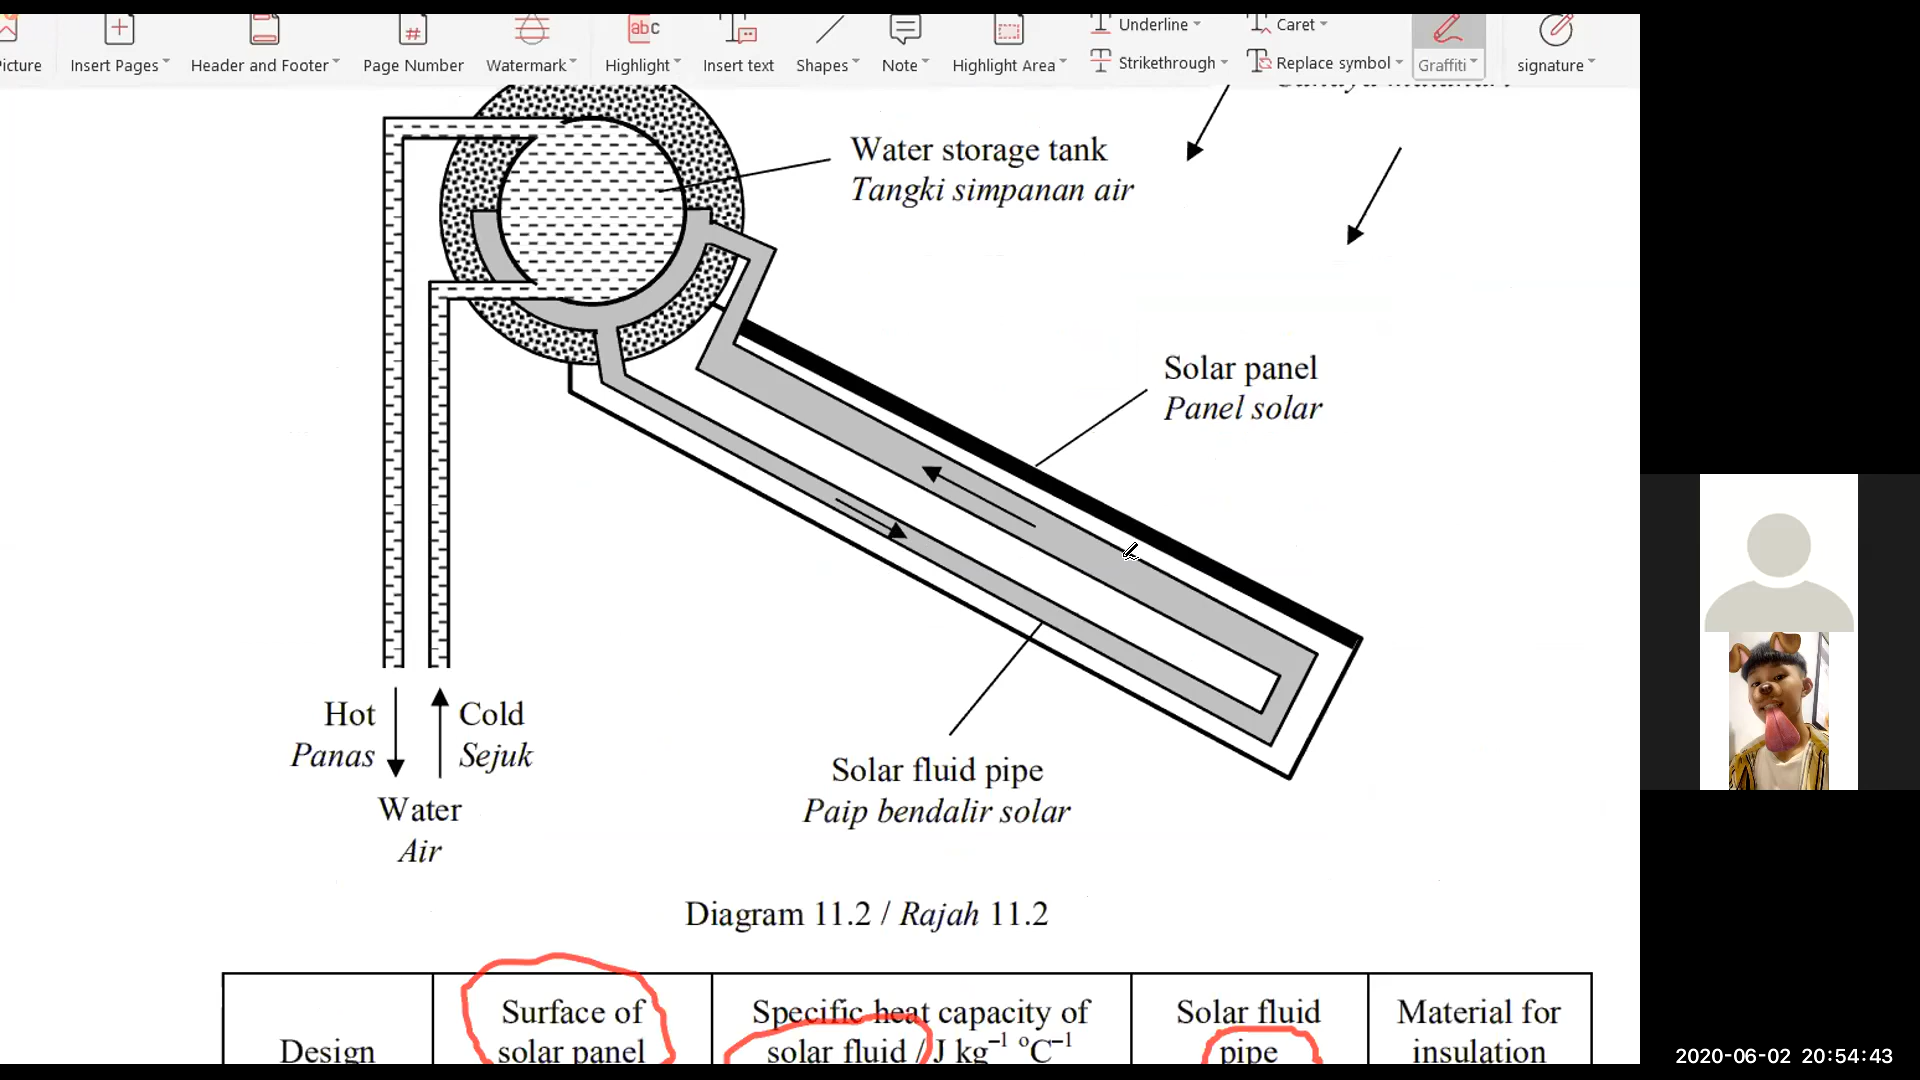 Picture
Insert Pages
Header and Footer
Page Number
Watermark
Highlight
Insert text
Shapes
Note
Highlight Area
Underline
Strikethrough
Caret
Replace symbol
Graffiti
signature
abc
Water storage tank
Tangki simpanan air
Solar panel
Panel solar
Hot
Panas
Cold
Sejuk
Water
Air
Solar fluid pipe
Paip bendalir solar
Diagram 11.2 / Rajah 11.2
Design
Surface of
solar panel
Specific heat capacity of
solar fluid / J kg⁻¹ °C⁻¹
Solar fluid
pipe
Material for
insulation
2020-06-02 20:54:43